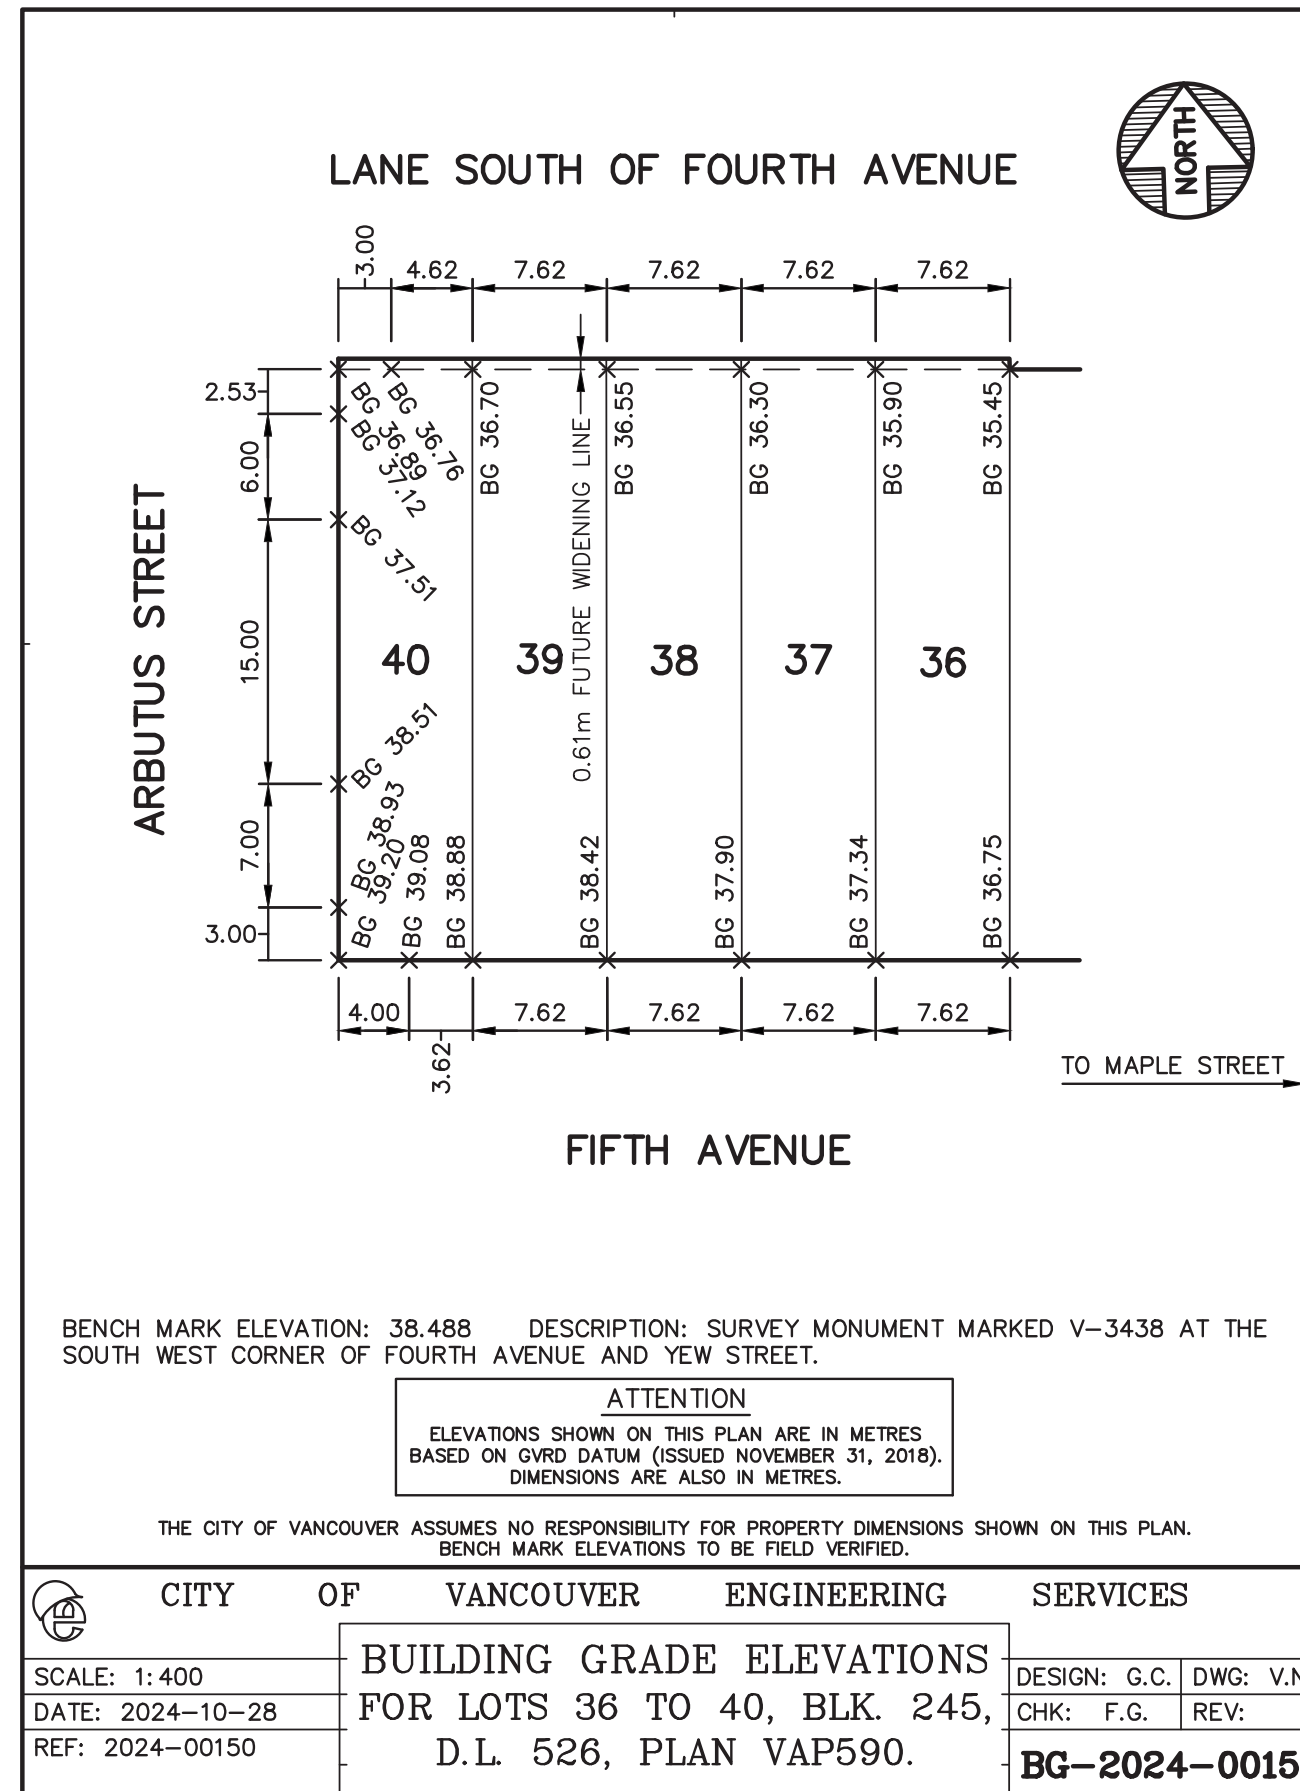 NORTH
LANE SOUTH OF FOURTH AVENUE
3.00
4.62
7.62
7.62
7.62
7.62
2.53
6.00
15.00
7.00
3.00
ARBUTUS STREET
BG 36.89
BG 36.76
BG 37.12
BG 37.51
BG 36.70
BG 36.55
BG 36.30
BG 35.90
BG 35.45
0.61m FUTURE WIDENING LINE
40
39
38
37
36
BG 38.51
BG 38.93
BG 39.20
BG 39.08
BG 38.88
BG 38.42
BG 37.90
BG 37.34
BG 36.75
4.00
3.62
7.62
7.62
7.62
7.62
TO MAPLE STREET
FIFTH AVENUE
BENCH MARK ELEVATION: 38.488 DESCRIPTION: SURVEY MONUMENT MARKED V-3438 AT THE
SOUTH WEST CORNER OF FOURTH AVENUE AND YEW STREET.
ATTENTION
ELEVATIONS SHOWN ON THIS PLAN ARE IN METRES
BASED ON GVRD DATUM (ISSUED NOVEMBER 31, 2018).
DIMENSIONS ARE ALSO IN METRES.
THE CITY OF VANCOUVER ASSUMES NO RESPONSIBILITY FOR PROPERTY DIMENSIONS SHOWN ON THIS PLAN.
BENCH MARK ELEVATIONS TO BE FIELD VERIFIED.
CITY OF VANCOUVER ENGINEERING SERVICES
BUILDING GRADE ELEVATIONS
FOR LOTS 36 TO 40, BLK. 245,
D.L. 526, PLAN VAP590.
SCALE: 1:400
DATE: 2024-10-28
REF: 2024-00150
DESIGN: G.C.
DWG: V.N
CHK: F.G.
REV:
BG-2024-0015